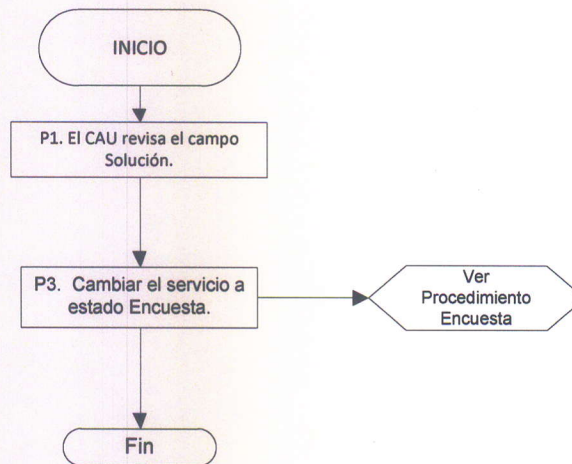 INICIO
P1. El CAU revisa el campo
Solución.
P3. Cambiar el servicio a
estado Encuesta.
Ver
Procedimiento
Encuesta
Fin